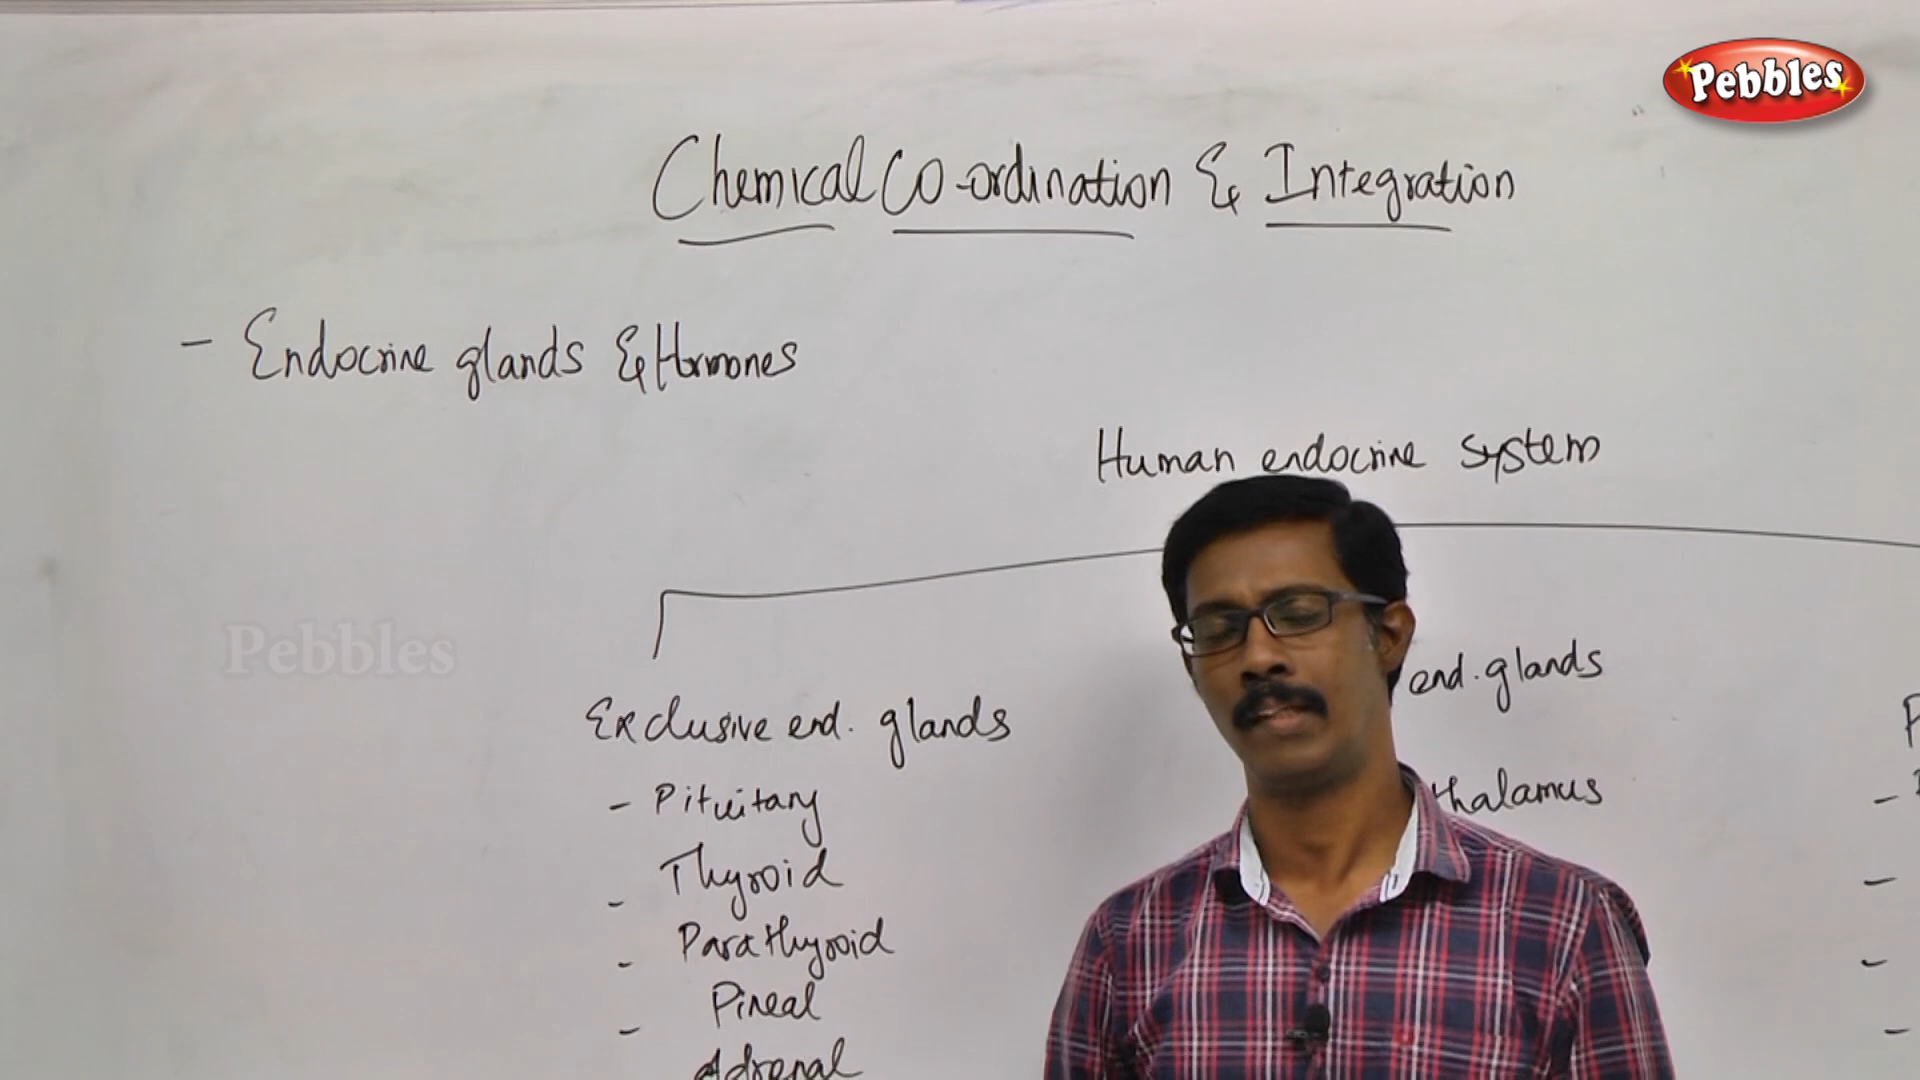 Pebbles
Chemical Co-ordination & Integration
- Endocrine glands & Hormones
Human endocrine system
end. glands
Exclusive end. glands
- Pituitary
thalamus
- Thyroid
- Parathyroid
- Pineal
Adrenal
Pebbles